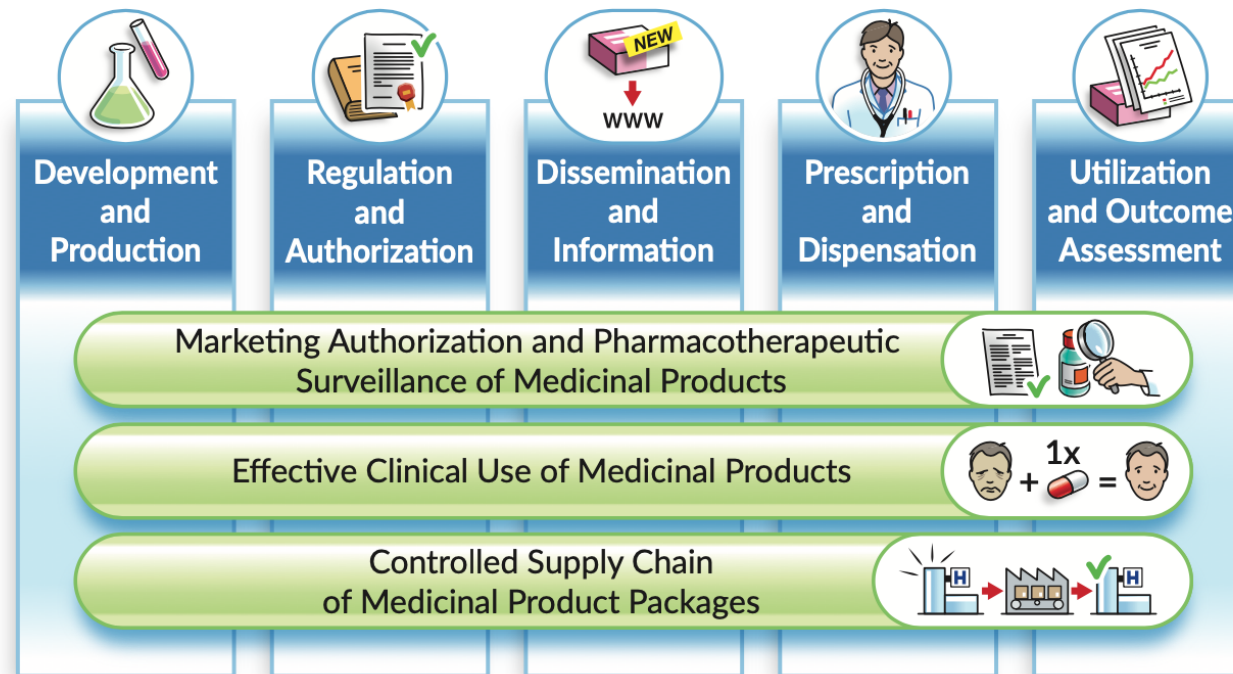 NEW
WWW
Development
and
Production
Regulation
and
Authorization
Dissemination
and
Information
Prescription
and
Dispensation
Utilization
and Outcome
Assessment
Marketing Authorization and Pharmacotherapeutic
Surveillance of Medicinal Products
Effective Clinical Use of Medicinal Products
1x
+ =
Controlled Supply Chain
of Medicinal Product Packages
H H